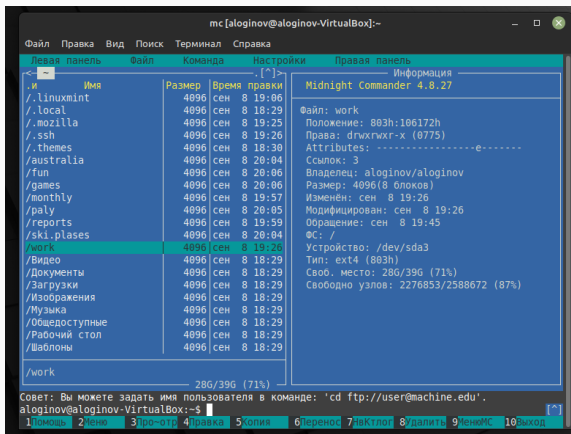 mc [aloginov@aloginov-VirtualBox]:~
Файл Правка Вид Поиск Терминал Справка
Левая панель Файл Команда Настройки Правая панель
<- ~ .[^]>
.и Имя Размер Время правки
/.linuxmint 4096 сен 8 19:06
/.local 4096 сен 8 18:29
/.mozilla 4096 сен 8 19:25
/.ssh 4096 сен 8 19:26
/.themes 4096 сен 8 18:30
/australia 4096 сен 8 20:04
/fun 4096 сен 8 20:06
/games 4096 сен 8 20:06
/monthly 4096 сен 8 19:57
/paly 4096 сен 8 20:05
/reports 4096 сен 8 19:59
/ski.plases 4096 сен 8 20:04
/work 4096 сен 8 19:26
/Видео 4096 сен 8 18:29
/Документы 4096 сен 8 18:29
/Загрузки 4096 сен 8 18:29
/Изображения 4096 сен 8 18:29
/Музыка 4096 сен 8 18:29
/Общедоступные 4096 сен 8 18:29
/Рабочий стол 4096 сен 8 18:29
/Шаблоны 4096 сен 8 18:29
/work
28G/39G (71%)
Информация
Midnight Commander 4.8.27
Файл: work
Положение: 803h:106172h
Права: drwxrwxr-x (0775)
Attributes: ----------------e-------
Ссылок: 3
Владелец: aloginov/aloginov
Размер: 4096(8 блоков)
Изменён: сен 8 19:26
Модифицирован: сен 8 19:26
Обращение: сен 8 19:45
ФС: /
Устройство: /dev/sda3
Тип: ext4 (803h)
Своб. место: 28G/39G (71%)
Свободно узлов: 2276853/2588672 (87%)
Совет: Вы можете задать имя пользователя в команде: 'cd ftp://user@machine.edu'.
aloginov@aloginov-VirtualBox:~$ [^]
1Помощь 2Меню 3Про~отр 4Правка 5Копия 6Перенос 7НвКтлог 8Удалить 9МенюMC 10Выход